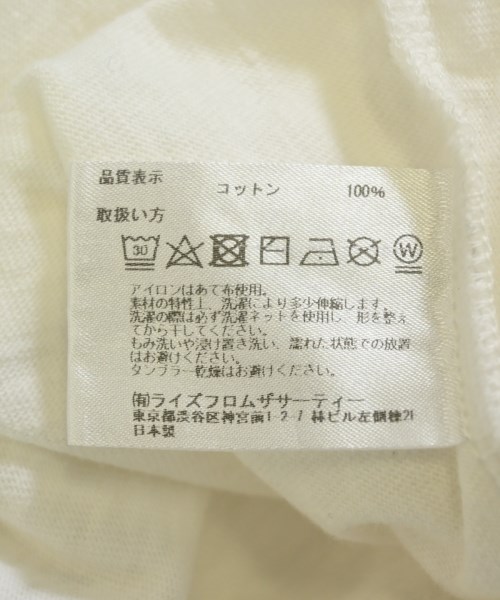 品質表示
コットン 100%
取扱い方
30 W
アイロンはあて布使用。
素材の特性上、洗濯により多少伸縮します。
洗濯の際は必ず洗濯ネットを使用し、形を整え
てから干してください。
もみ洗いや浸け置き洗い、濡れた状態での放置
はお避けください。
タンブラー乾燥はお避けください。
(有)ライズフロムザサーティー
東京都渋谷区神宮前1-2-7 林ビル左側棟2F
日本製